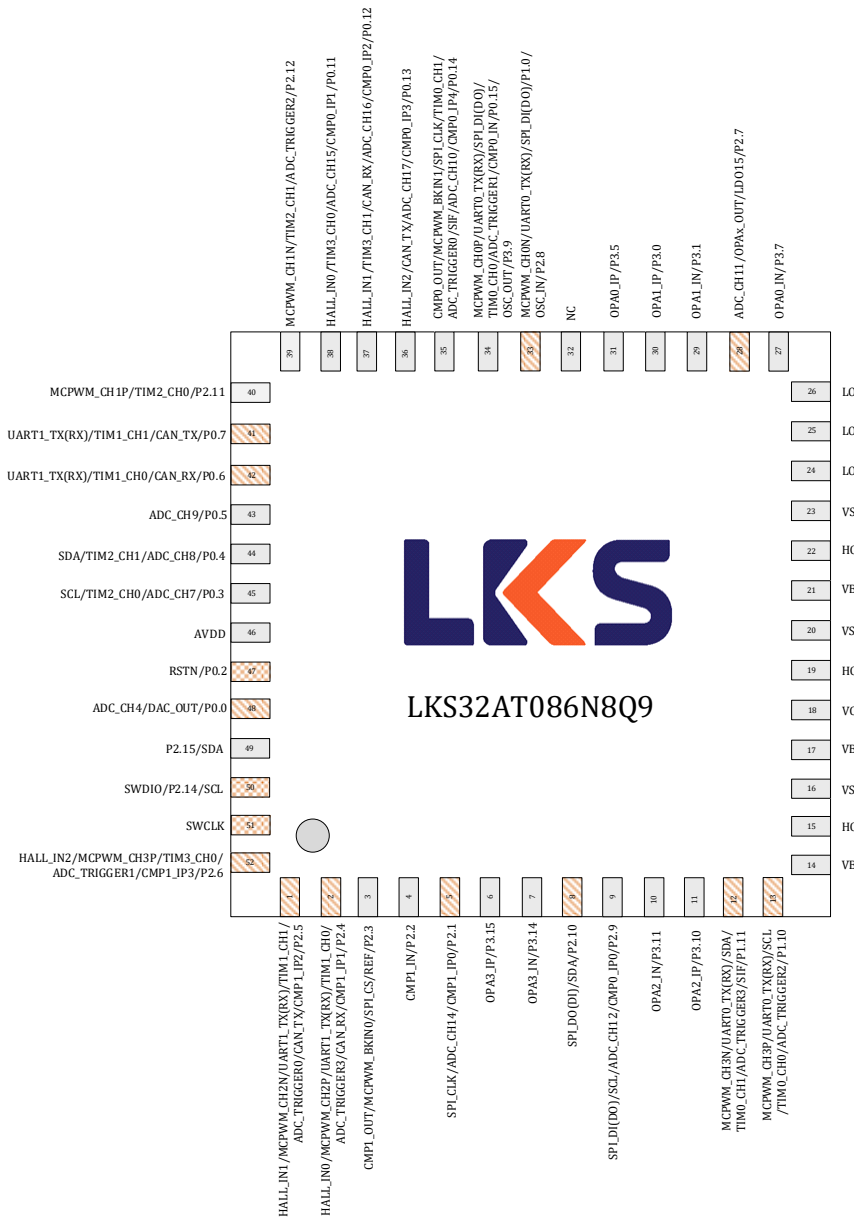 MCPWM_CH1N/TIM2_CH1/ADC_TRIGGER2/P2.12
HALL_IN0/TIM3_CH0/ADC_CH15/CMP0_IP1/P0.11
HALL_IN1/TIM3_CH1/CAN_RX/ADC_CH16/CMP0_IP2/P0.12
HALL_IN2/CAN_TX/ADC_CH17/CMP0_IP3/P0.13
CMP0_OUT/MCPWM_BKIN1/SPI_CLK/TIM0_CH1/
ADC_TRIGGER0/SIF/ADC_CH10/CMP0_IP4/P0.14
MCPWM_CH0P/UART0_TX(RX)/SPI_DI(DO)/
TIM0_CH0/ADC_TRIGGER1/CMP0_IN/P0.15/
OSC_OUT/P3.9
MCPWM_CH0N/UART0_TX(RX)/SPI_DI(DO)/P1.0/
OSC_IN/P2.8
NC
OPA0_IP/P3.5
OPA1_IP/P3.0
OPA1_IN/P3.1
ADC_CH11/OPAx_OUT/LDO15/P2.7
OPA0_IN/P3.7
39
38
37
36
35
34
33
32
31
30
29
28
27
MCPWM_CH1P/TIM2_CH0/P2.11
40
UART1_TX(RX)/TIM1_CH1/CAN_TX/P0.7
41
UART1_TX(RX)/TIM1_CH0/CAN_RX/P0.6
42
ADC_CH9/P0.5
43
SDA/TIM2_CH1/ADC_CH8/P0.4
44
SCL/TIM2_CH0/ADC_CH7/P0.3
45
AVDD
46
RSTN/P0.2
47
ADC_CH4/DAC_OUT/P0.0
48
P2.15/SDA
49
SWDIO/P2.14/SCL
50
SWCLK
51
HALL_IN2/MCPWM_CH3P/TIM3_CH0/
ADC_TRIGGER1/CMP1_IP3/P2.6
52
LKS
LKS32AT086N8Q9
26 LO
25 LO
24 LO
23 VS
22 HO
21 VB
20 VS
19 HO
18 VC
17 VB
16 VS
15 HO
14 VB
1
2
3
4
5
6
7
8
9
10
11
12
13
HALL_IN1/MCPWM_CH2N/UART1_TX(RX)/TIM1_CH1/
ADC_TRIGGER0/CAN_TX/CMP1_IP2/P2.5
HALL_IN0/MCPWM_CH2P/UART1_TX(RX)/TIM1_CH0/
ADC_TRIGGER3/CAN_RX/CMP1_IP1/P2.4
CMP1_OUT/MCPWM_BKIN0/SPI_CS/REF/P2.3
CMP1_IN/P2.2
SPI_CLK/ADC_CH14/CMP1_IP0/P2.1
OPA3_IP/P3.15
OPA3_IN/P3.14
SPI_DO(DI)/SDA/P2.10
SPI_DI(DO)/SCL/ADC_CH12/CMP0_IP0/P2.9
OPA2_IN/P3.11
OPA2_IP/P3.10
MCPWM_CH3N/UART0_TX(RX)/SDA/
TIM0_CH1/ADC_TRIGGER3/SIF/P1.11
MCPWM_CH3P/UART0_TX(RX)/SCL
/TIM0_CH0/ADC_TRIGGER2/P1.10